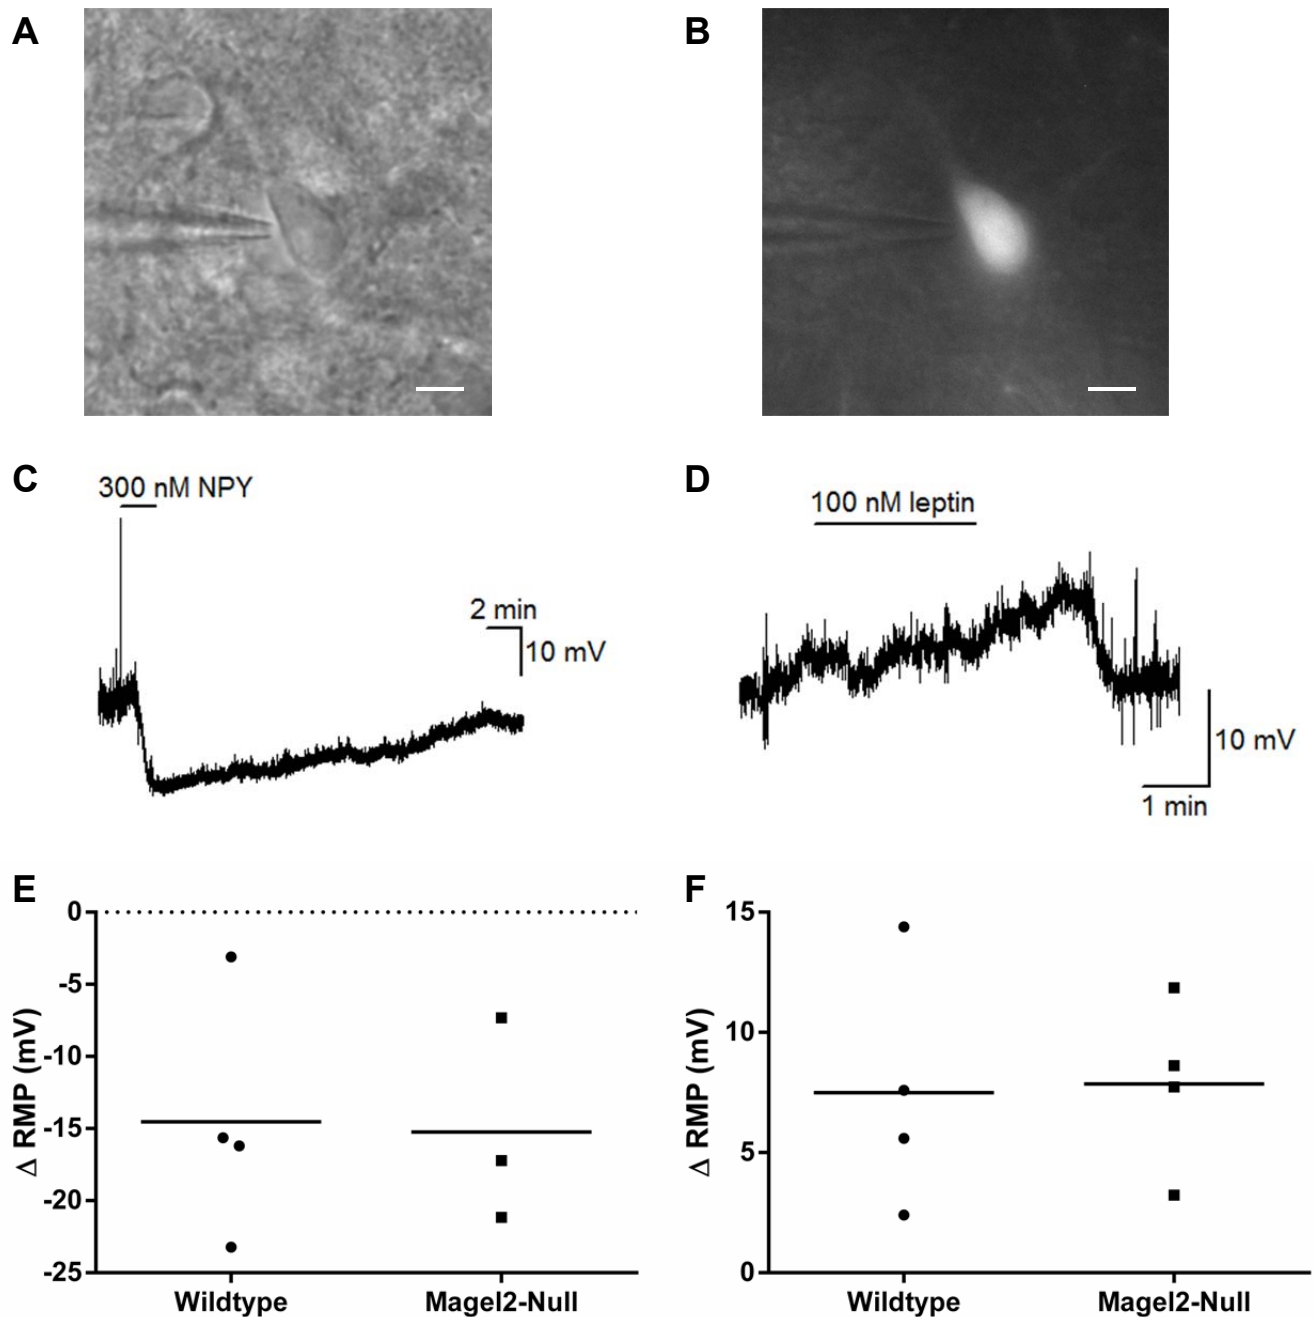 A
B
C
300 nM NPY
2 min
10 mV
D
100 nM leptin
10 mV
1 min
E
0
-5
-10
-15
-20
-25
Δ RMP (mV)
Wildtype
Magel2-Null
F
15
10
5
0
Δ RMP (mV)
Wildtype
Magel2-Null